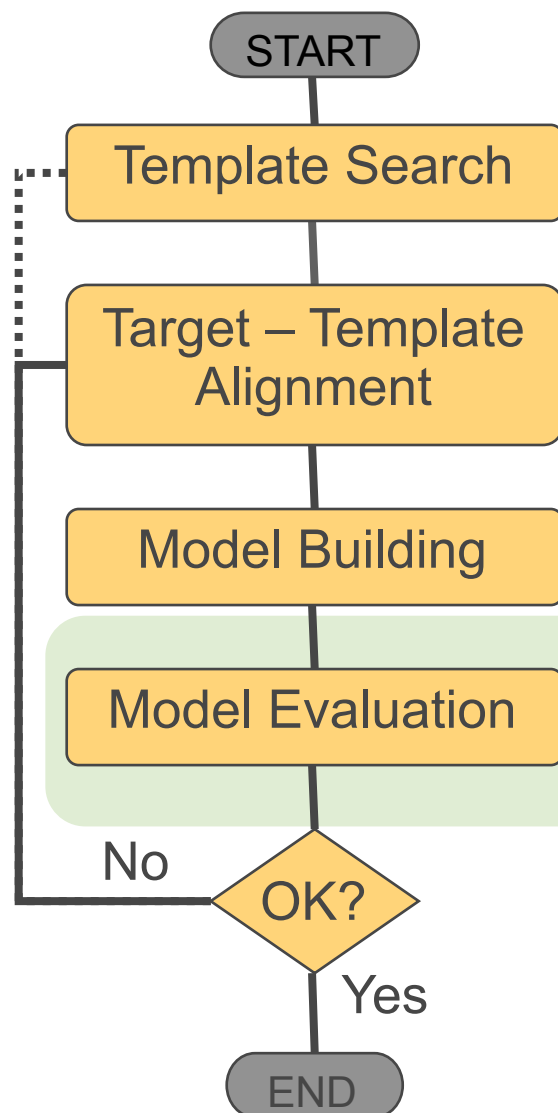 START
Template Search
Target – Template
Alignment
Model Building
Model Evaluation
No
OK?
Yes
END